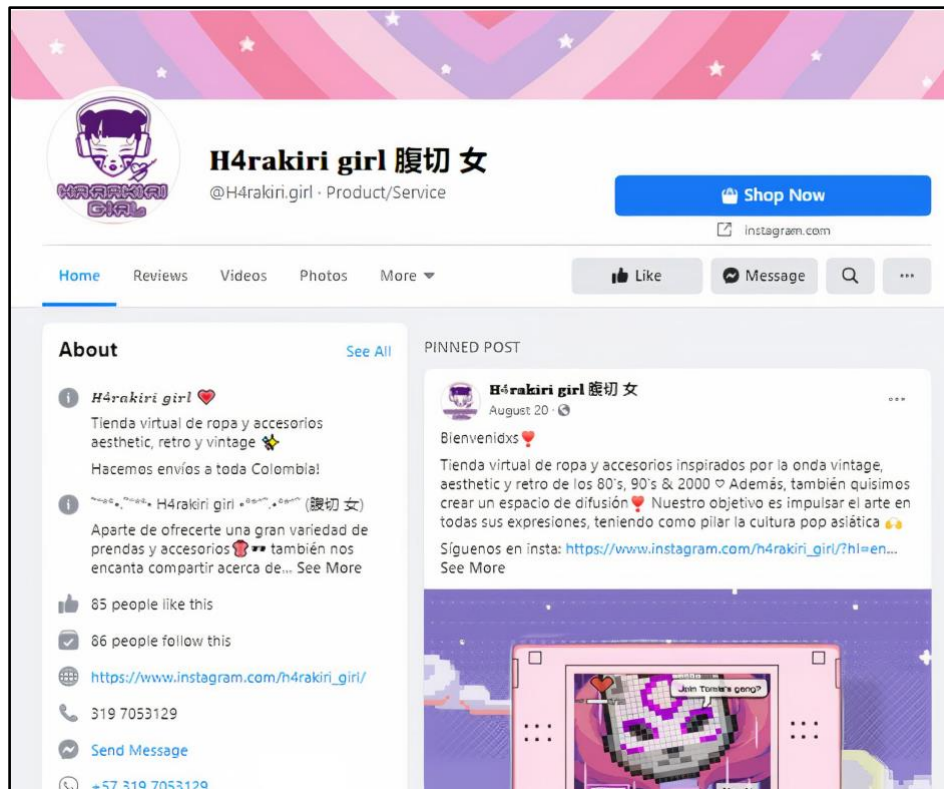 HARAKIRI
GIRL
H4rakiri girl 腹切 女
@H4rakiri.girl · Product/Service
Shop Now
instagram.com
Home
Reviews
Videos
Photos
More
Like
Message
About
See All
H4rakiri girl
Tienda virtual de ropa y accesorios
aesthetic, retro y vintage
Hacemos envíos a toda Colombia!
H4rakiri girl (腹切 女)
Aparte de ofrecerte una gran variedad de
prendas y accesorios también nos
encanta compartir acerca de... See More
85 people like this
86 people follow this
https://www.instagram.com/h4rakiri_girl/
319 7053129
Send Message
+57 319 7053129
PINNED POST
H4rakiri girl 腹切 女
August 20 ·
Bienvenidxs
Tienda virtual de ropa y accesorios inspirados por la onda vintage,
aesthetic y retro de los 80's, 90's & 2000 ♡ Además, también quisimos
crear un espacio de difusión Nuestro objetivo es impulsar el arte en
todas sus expresiones, teniendo como pilar la cultura pop asiática
Síguenos en insta: https://www.instagram.com/h4rakiri_girl/?hl=en...
See More
Join Tomie's gang?